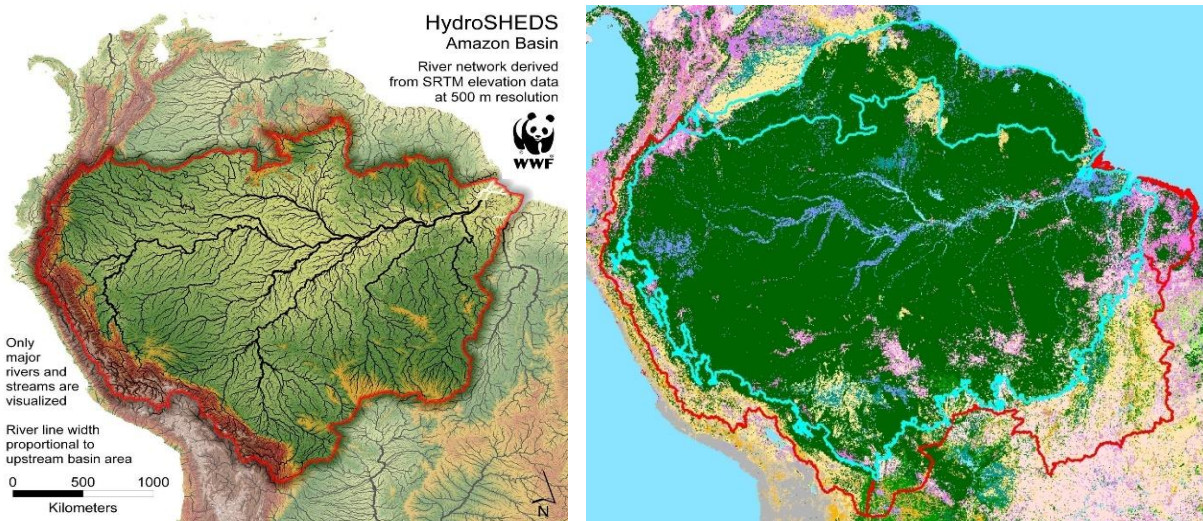 HydroSHEDS
Amazon Basin
River network derived
from SRTM elevation data
at 500 m resolution
WWF
Only
major
rivers and
streams are
visualized
River line width
proportional to
upstream basin area
0 500 1000
Kilometers
N